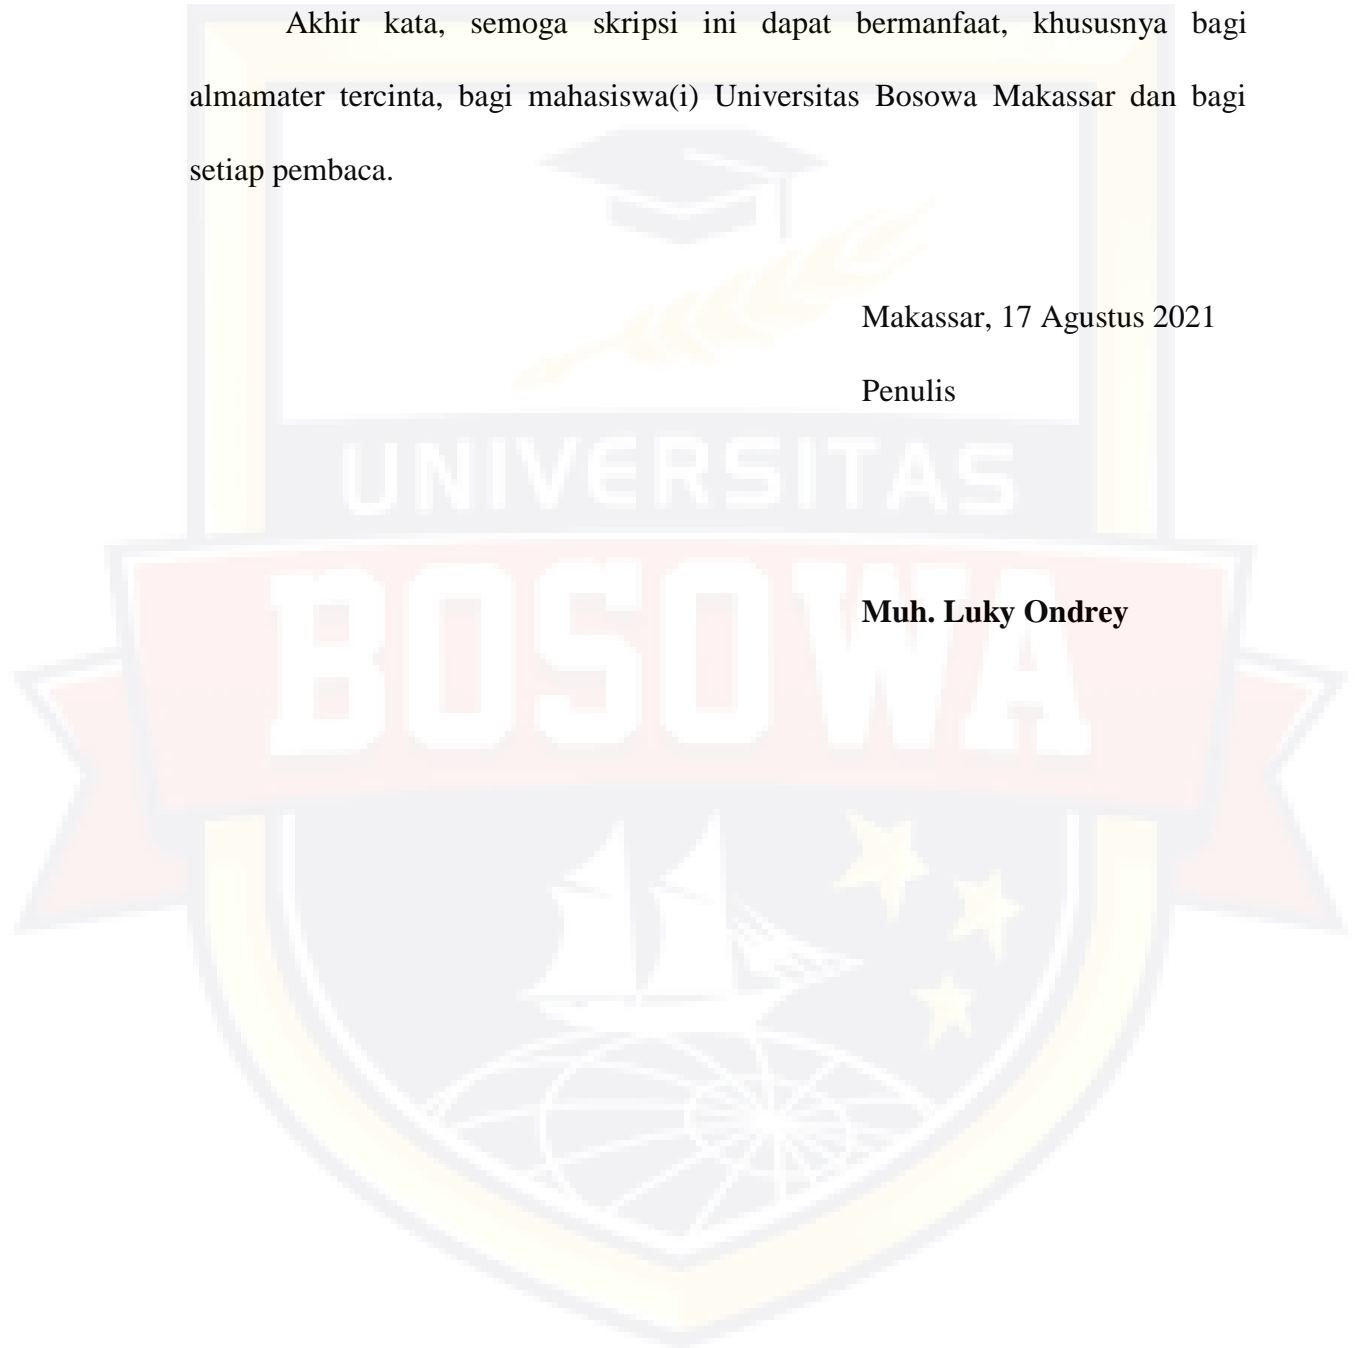 Akhir kata, semoga skripsi ini dapat bermanfaat, khususnya bagi
almamater tercinta, bagi mahasiswa(i) Universitas Bosowa Makassar dan bagi
setiap pembaca.
Makassar, 17 Agustus 2021
Penulis
UNIVERSITAS
BOSOWA
Muh. Luky Ondrey